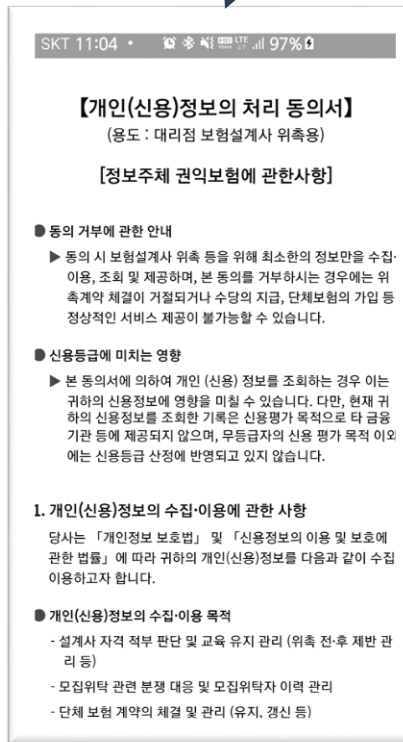 SKT 11:04 • LTE 97%
【개인(신용)정보의 처리 동의서】
(용도 : 대리점 보험설계사 위촉용)
[정보주체 권익보험에 관한사항]
동의 거부에 관한 안내
▶ 동의 시 보험설계사 위촉 등을 위해 최소한의 정보만을 수집·
이용, 조회 및 제공하며, 본 동의를 거부하시는 경우에는 위
촉계약 체결이 거절되거나 수당의 지급, 단체보험의 가입 등
정상적인 서비스 제공이 불가능할 수 있습니다.
신용등급에 미치는 영향
▶ 본 동의서에 의하여 개인 (신용) 정보를 조회하는 경우 이는
귀하의 신용정보에 영향을 미칠 수 있습니다. 다만, 현재 귀
하의 신용정보를 조회한 기록은 신용평가 목적으로 타 금융
기관 등에 제공되지 않으며, 무등급자의 신용 평가 목적 이외
에는 신용등급 산정에 반영되고 있지 않습니다.
1. 개인(신용)정보의 수집·이용에 관한 사항
당사는 「개인정보 보호법」 및 「신용정보의 이용 및 보호에
관한 법률」에 따라 귀하의 개인(신용)정보를 다음과 같이 수집
이용하고자 합니다.
개인(신용)정보의 수집·이용 목적
- 설계사 자격 적부 판단 및 교육 유지 관리 (위촉 전·후 제반 관
리 등)
- 모집위탁 관련 분쟁 대응 및 모집위탁자 이력 관리
- 단체 보험 계약의 체결 및 관리 (유지, 갱신 등)